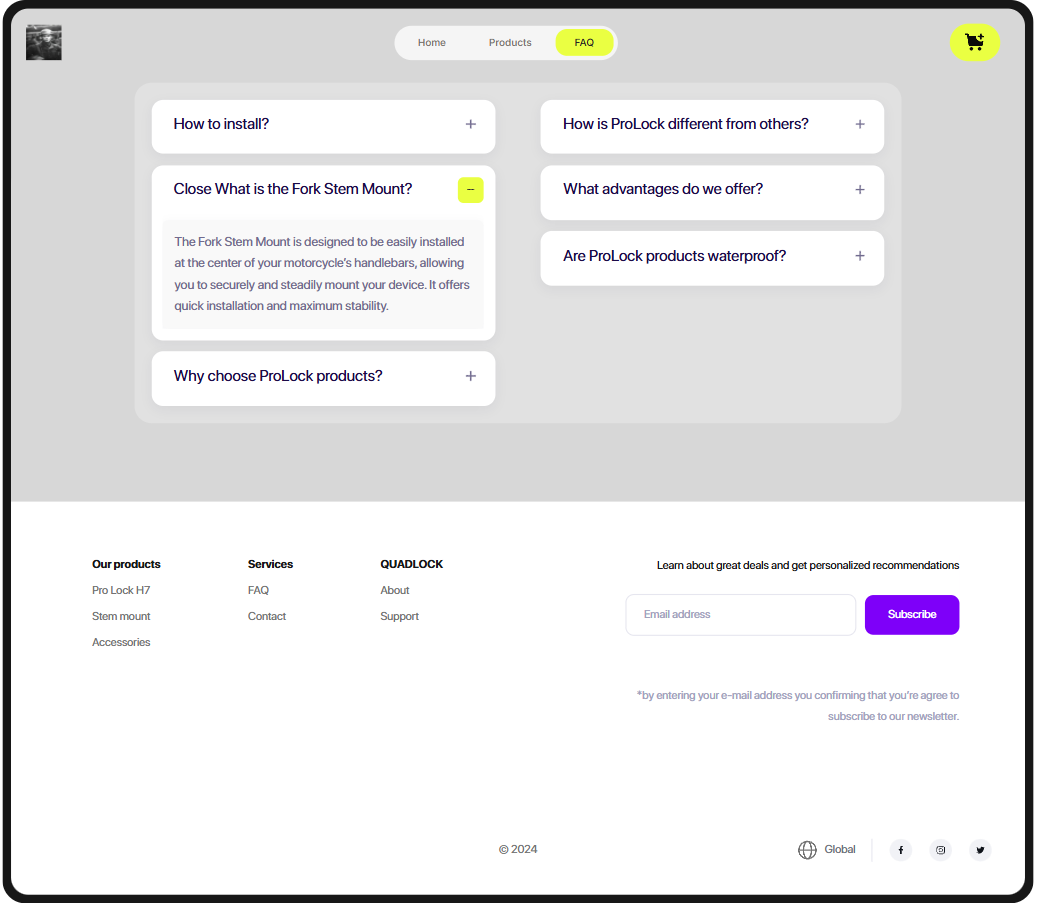 Home
Products
FAQ
How to install?
Close What is the Fork Stem Mount?
The Fork Stem Mount is designed to be easily installed
at the center of your motorcycle's handlebars, allowing
you to securely and steadily mount your device. It offers
quick installation and maximum stability.
Why choose ProLock products?
How is ProLock different from others?
What advantages do we offer?
Are ProLock products waterproof?
Our products
Pro Lock H7
Stem mount
Accessories
Services
FAQ
Contact
QUADLOCK
About
Support
Learn about great deals and get personalized recommendations
Email address
Subscribe
*by entering your e-mail address you confirming that you're agree to
subscribe to our newsletter.
© 2024
Global